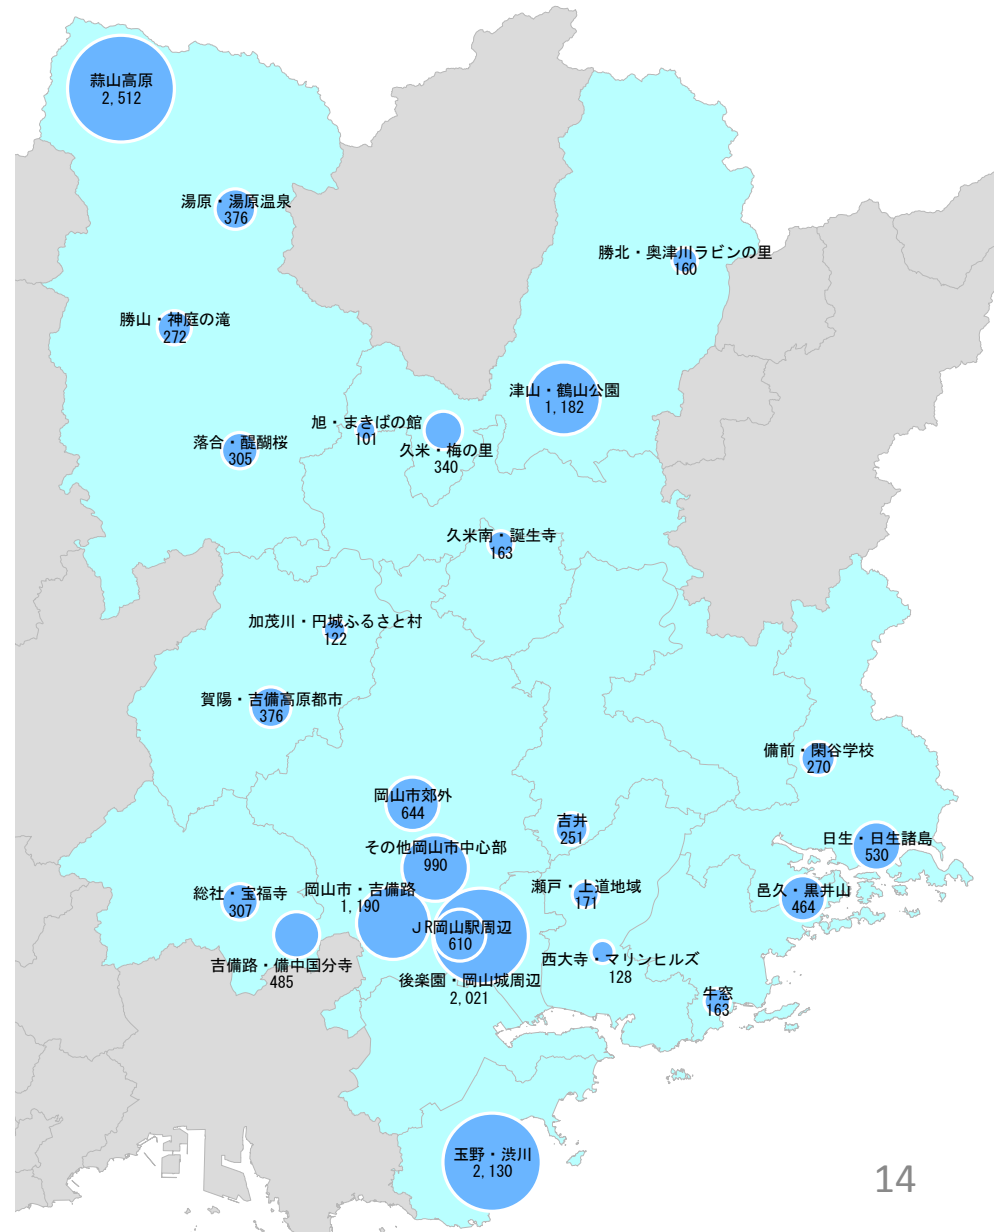 蒜山高原
2,512
湯原・湯原温泉
376
勝北・奥津川ラビンの里
160
勝山・神庭の滝
272
津山・鶴山公園
1,182
旭・まきばの館
101
落合・醍醐桜
305
久米・梅の里
340
久米南・誕生寺
163
加茂川・円城ふるさと村
122
賀陽・吉備高原都市
376
備前・閑谷学校
270
岡山市郊外
644
吉井
251
日生・日生諸島
530
その他岡山市中心部
990
瀬戸・上道地域
171
邑久・黒井山
464
総社・宝福寺
307
岡山市・吉備路
1,190
JR岡山駅周辺
610
吉備路・備中国分寺
485
後楽園・岡山城周辺
2,021
西大寺・マリンヒルズ
128
牛窓
163
玉野・渋川
2,130
14